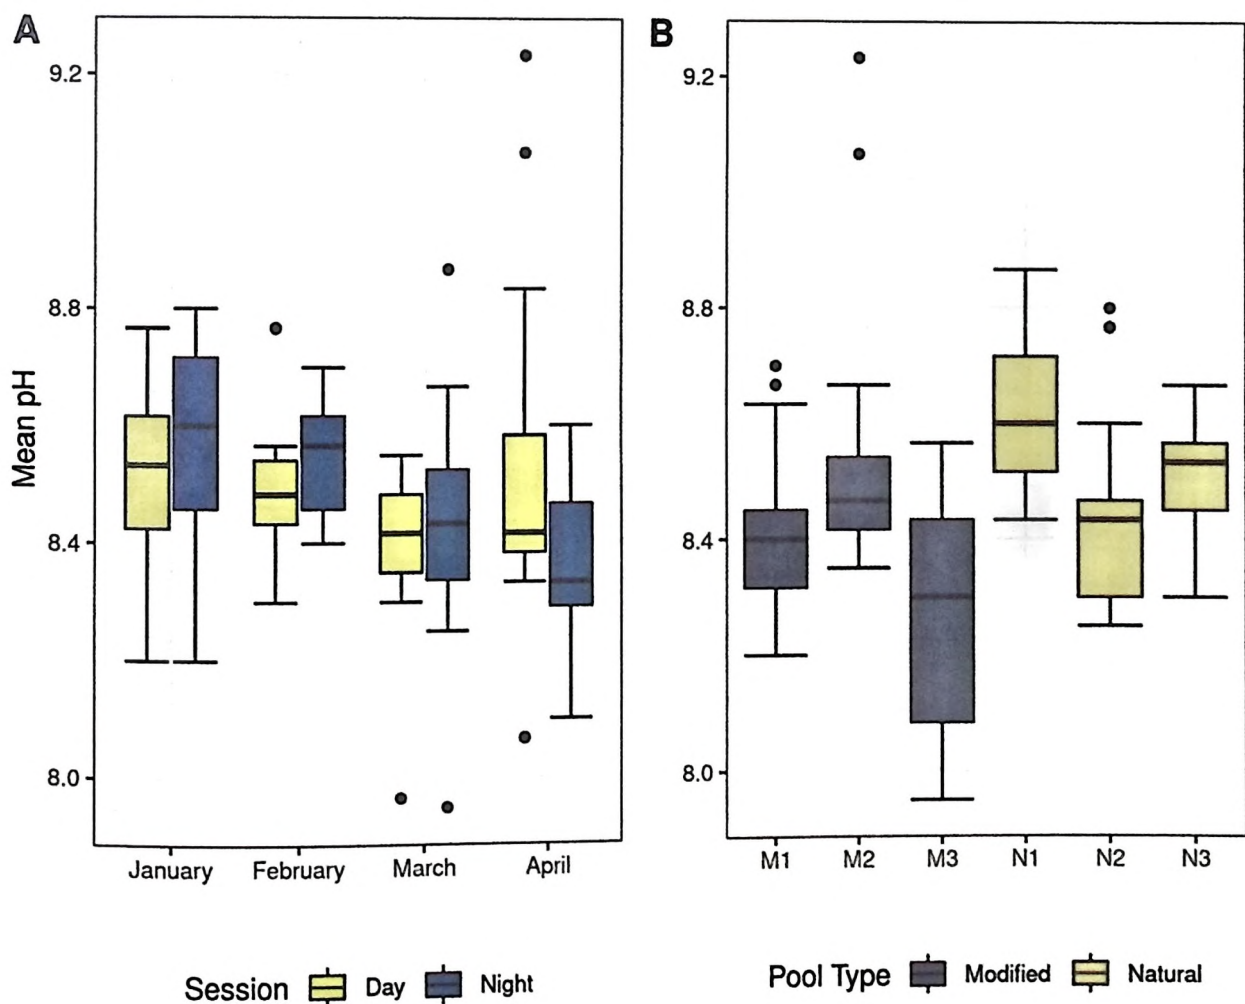 A
B
9.2
8.8
8.4
8.0
Mean pH
January February March April
9.2
8.8
8.4
8.0
M1 M2 M3 N1 N2 N3
Session Day Night
Pool Type Modified Natural